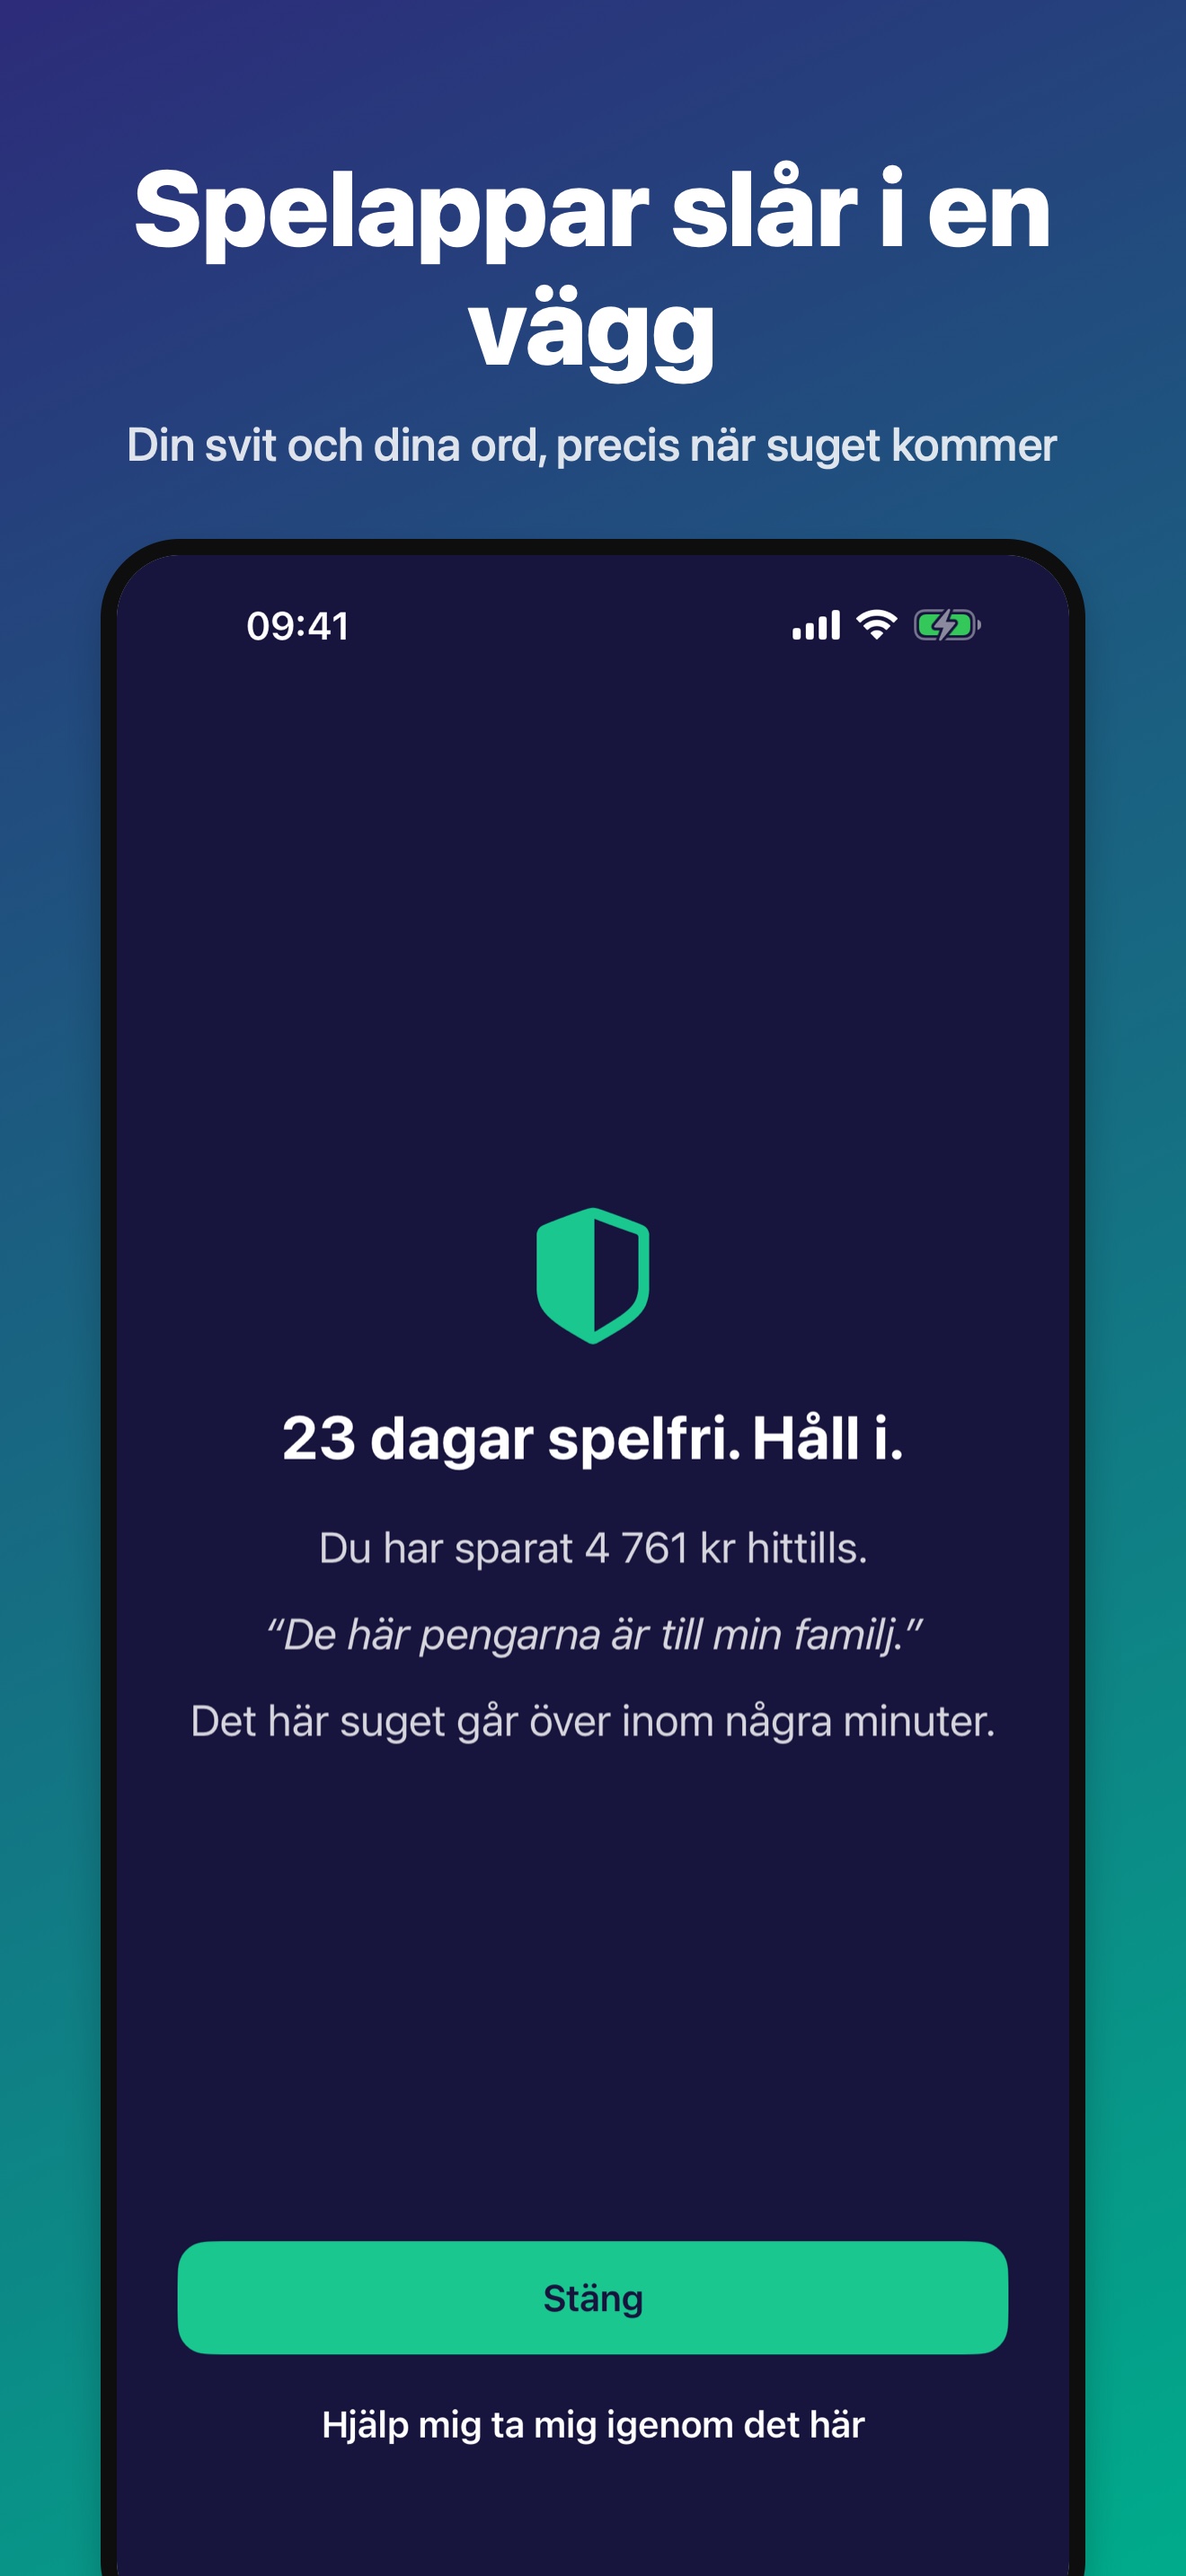 Spelappar slår i en
vägg
Din svit och dina ord, precis när suget kommer
09:41
23 dagar spelfri. Håll i.
Du har sparat 4 761 kr hittills.
“De här pengarna är till min familj.”
Det här suget går över inom några minuter.
Stäng
Hjälp mig ta mig igenom det här